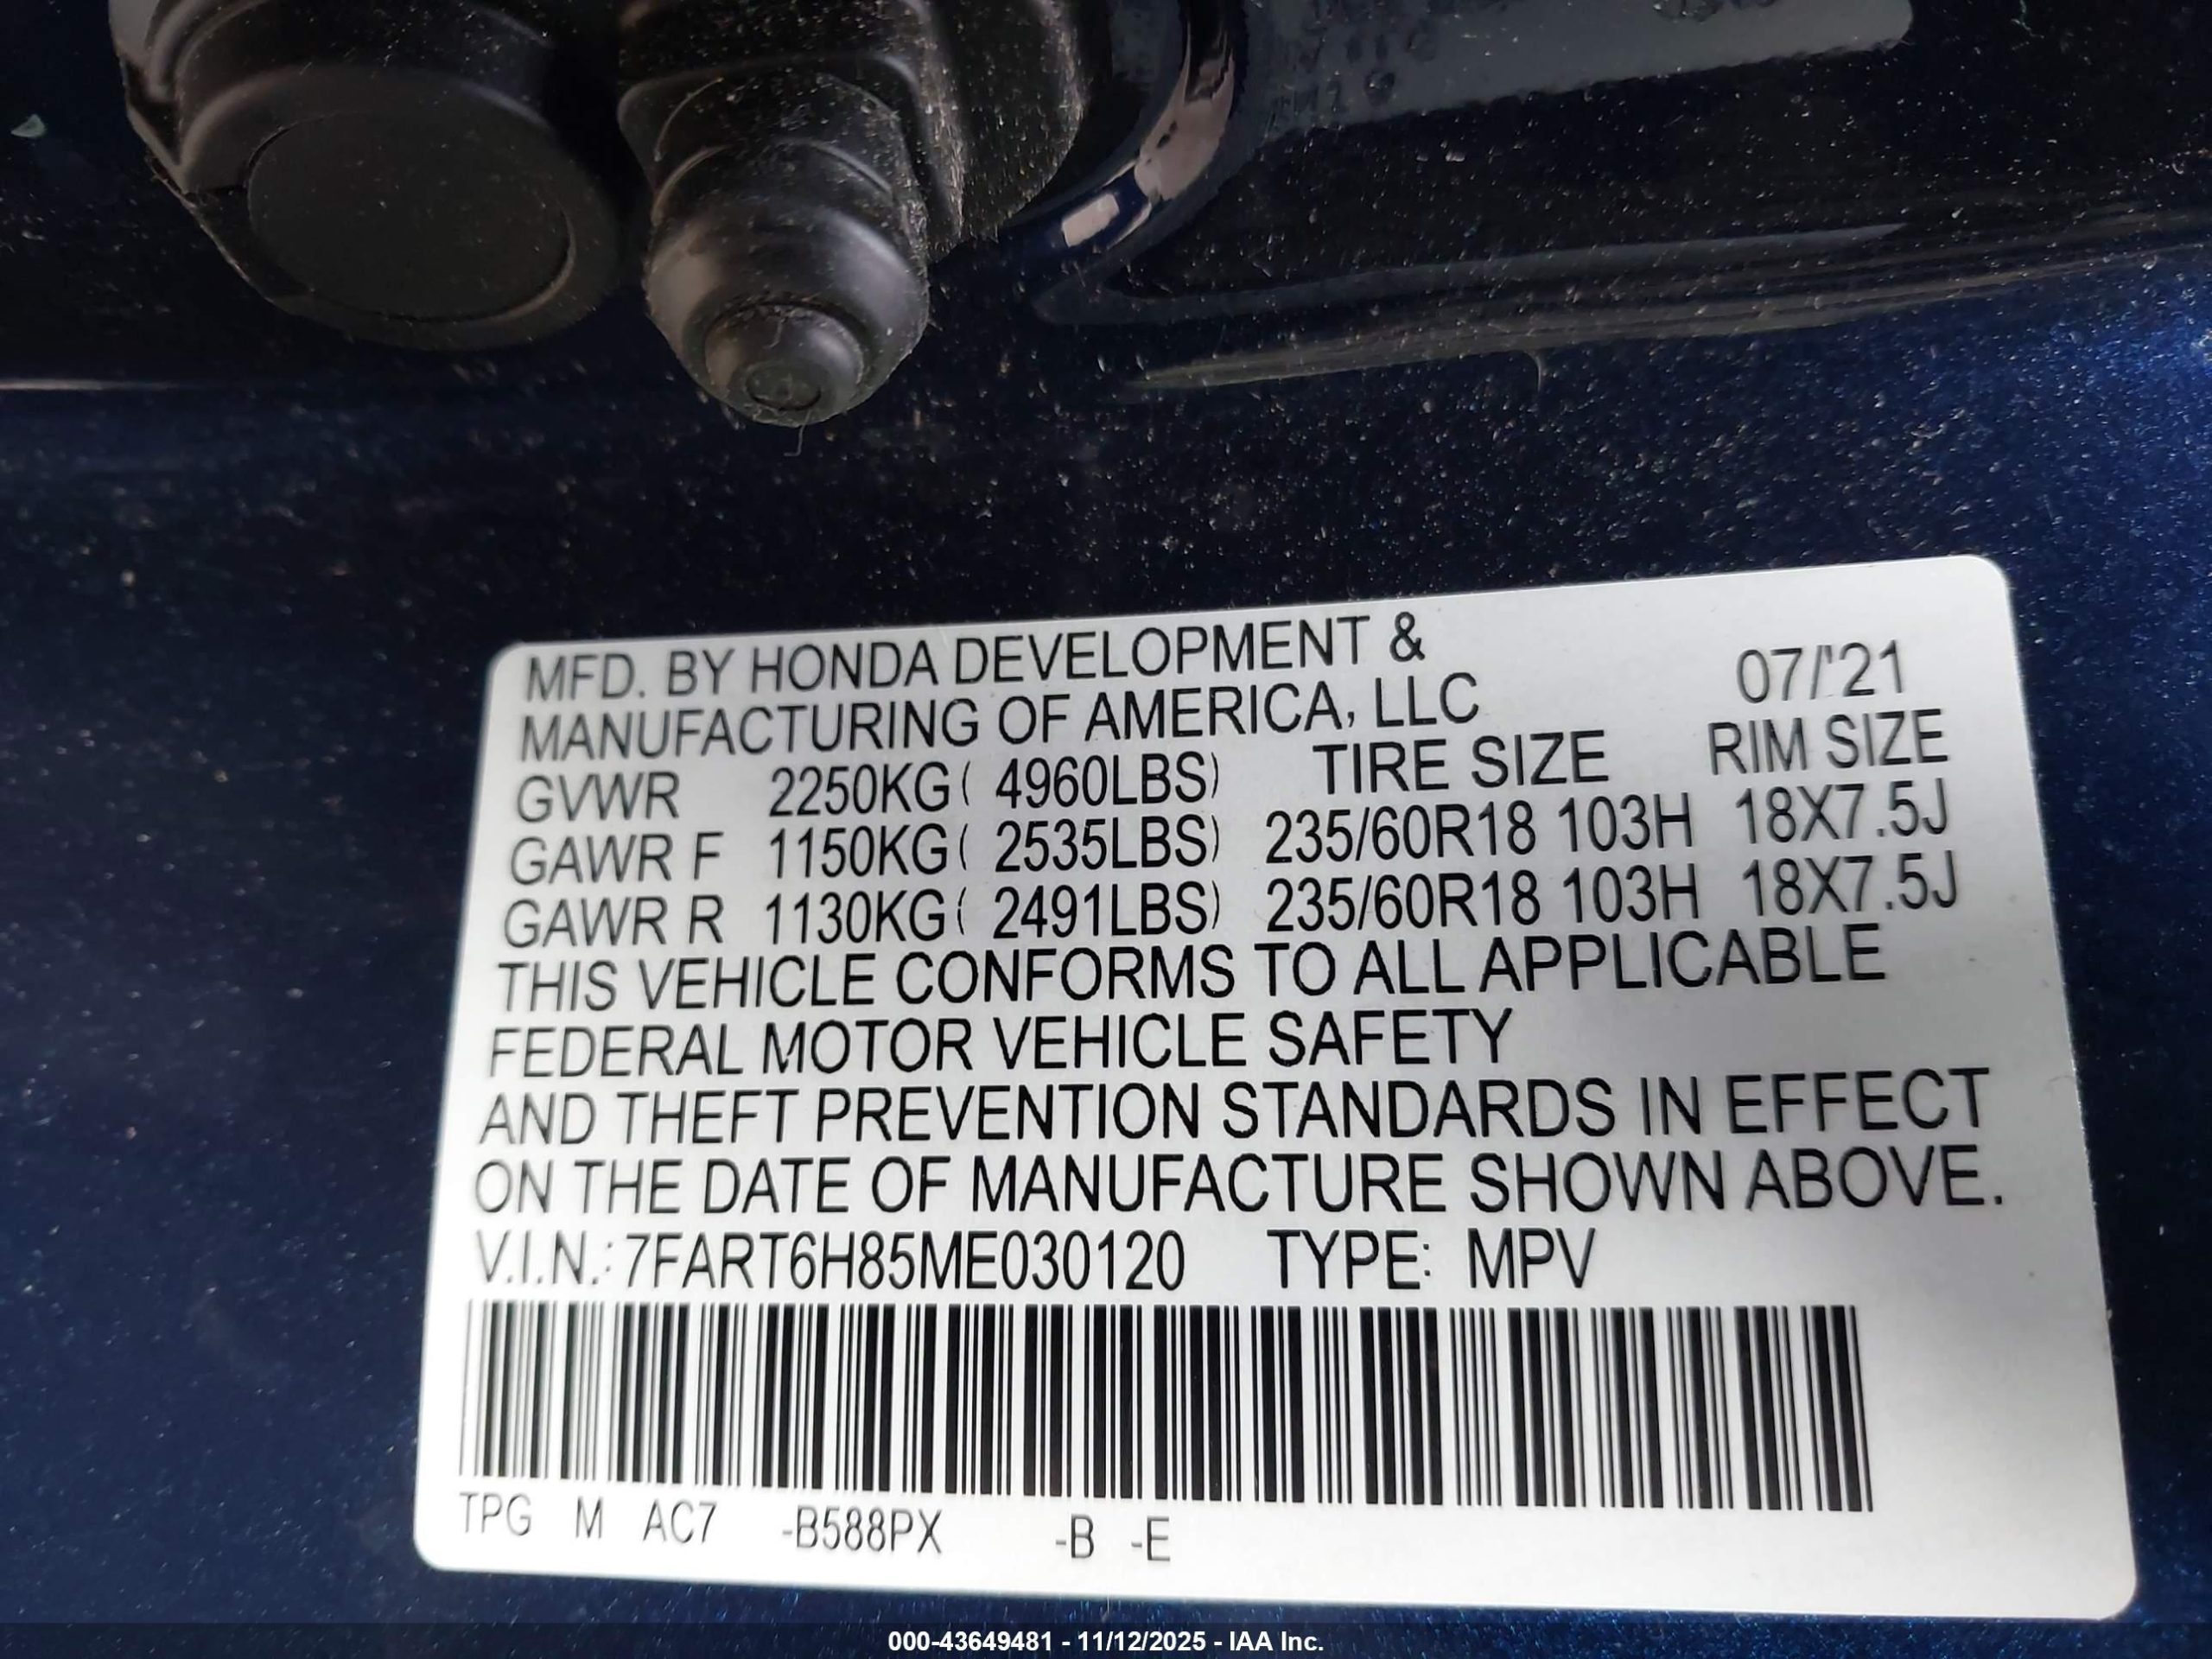 MFD. BY HONDA DEVELOPMENT &
MANUFACTURING OF AMERICA, LLC 07/'21
GVWR 2250KG( 4960LBS) TIRE SIZE RIM SIZE
GAWR F 1150KG( 2535LBS) 235/60R18 103H 18X7.5J
GAWR R 1130KG( 2491LBS) 235/60R18 103H 18X7.5J
THIS VEHICLE CONFORMS TO ALL APPLICABLE
FEDERAL MOTOR VEHICLE SAFETY
AND THEFT PREVENTION STANDARDS IN EFFECT
ON THE DATE OF MANUFACTURE SHOWN ABOVE.
V.I.N.: 7FART6H85ME030120 TYPE: MPV
TPG M AC7 -B588PX -B -E
000-43649481 - 11/12/2025 - IAA Inc.